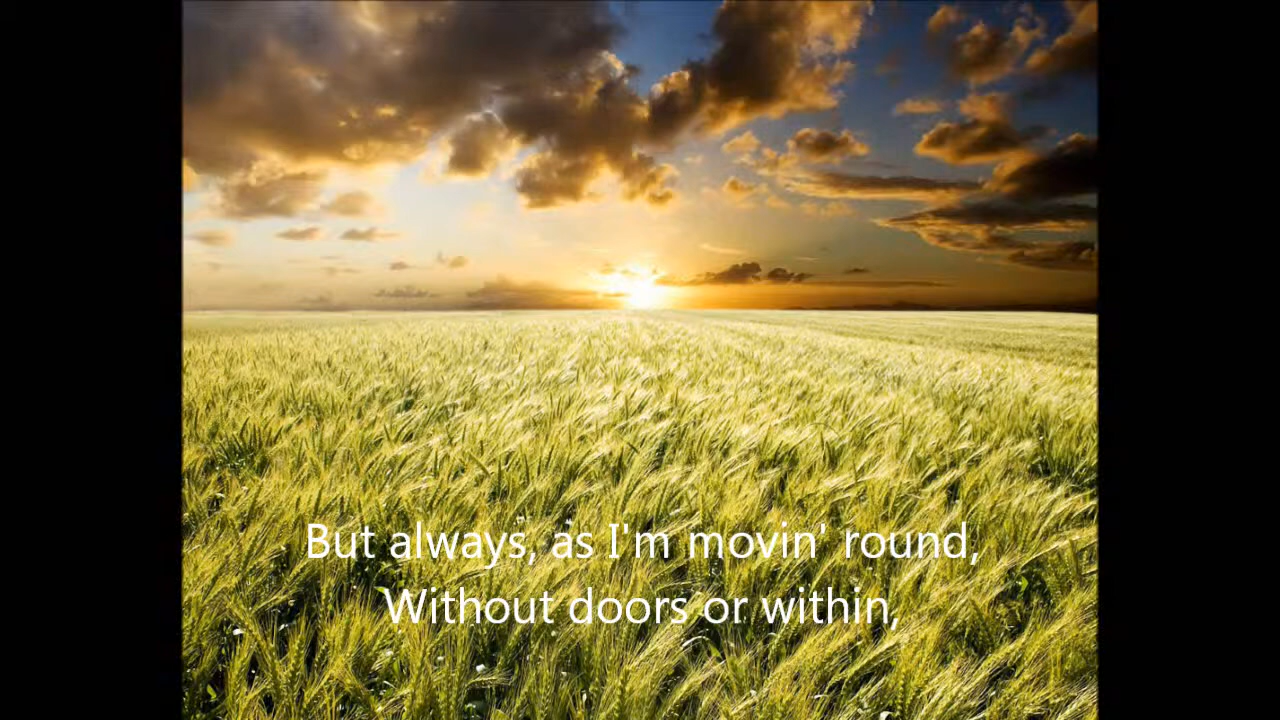 But always, as I'm movin' round,
Without doors or within,